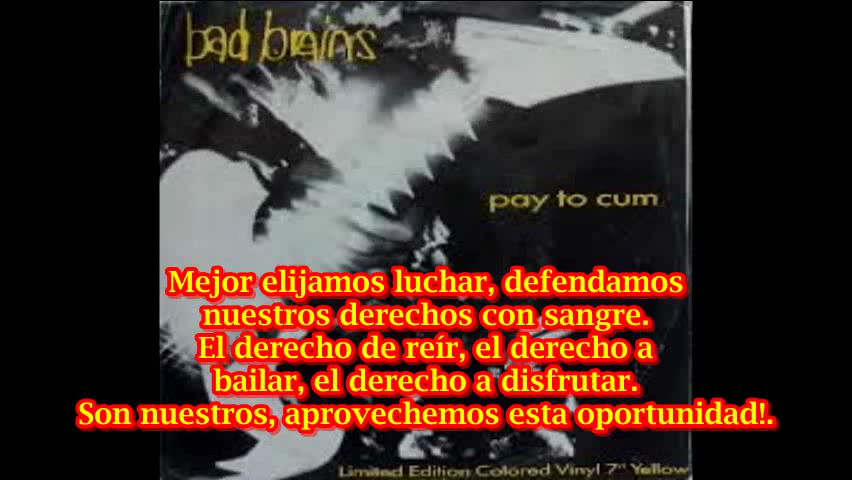 bad brains
pay to cum
Mejor elijamos luchar, defendamos
nuestros derechos con sangre.
El derecho de reír, el derecho a
bailar, el derecho a disfrutar.
Son nuestros, aprovechemos esta oportunidad!.
Limited Edition Colored Vinyl 7" Yellow